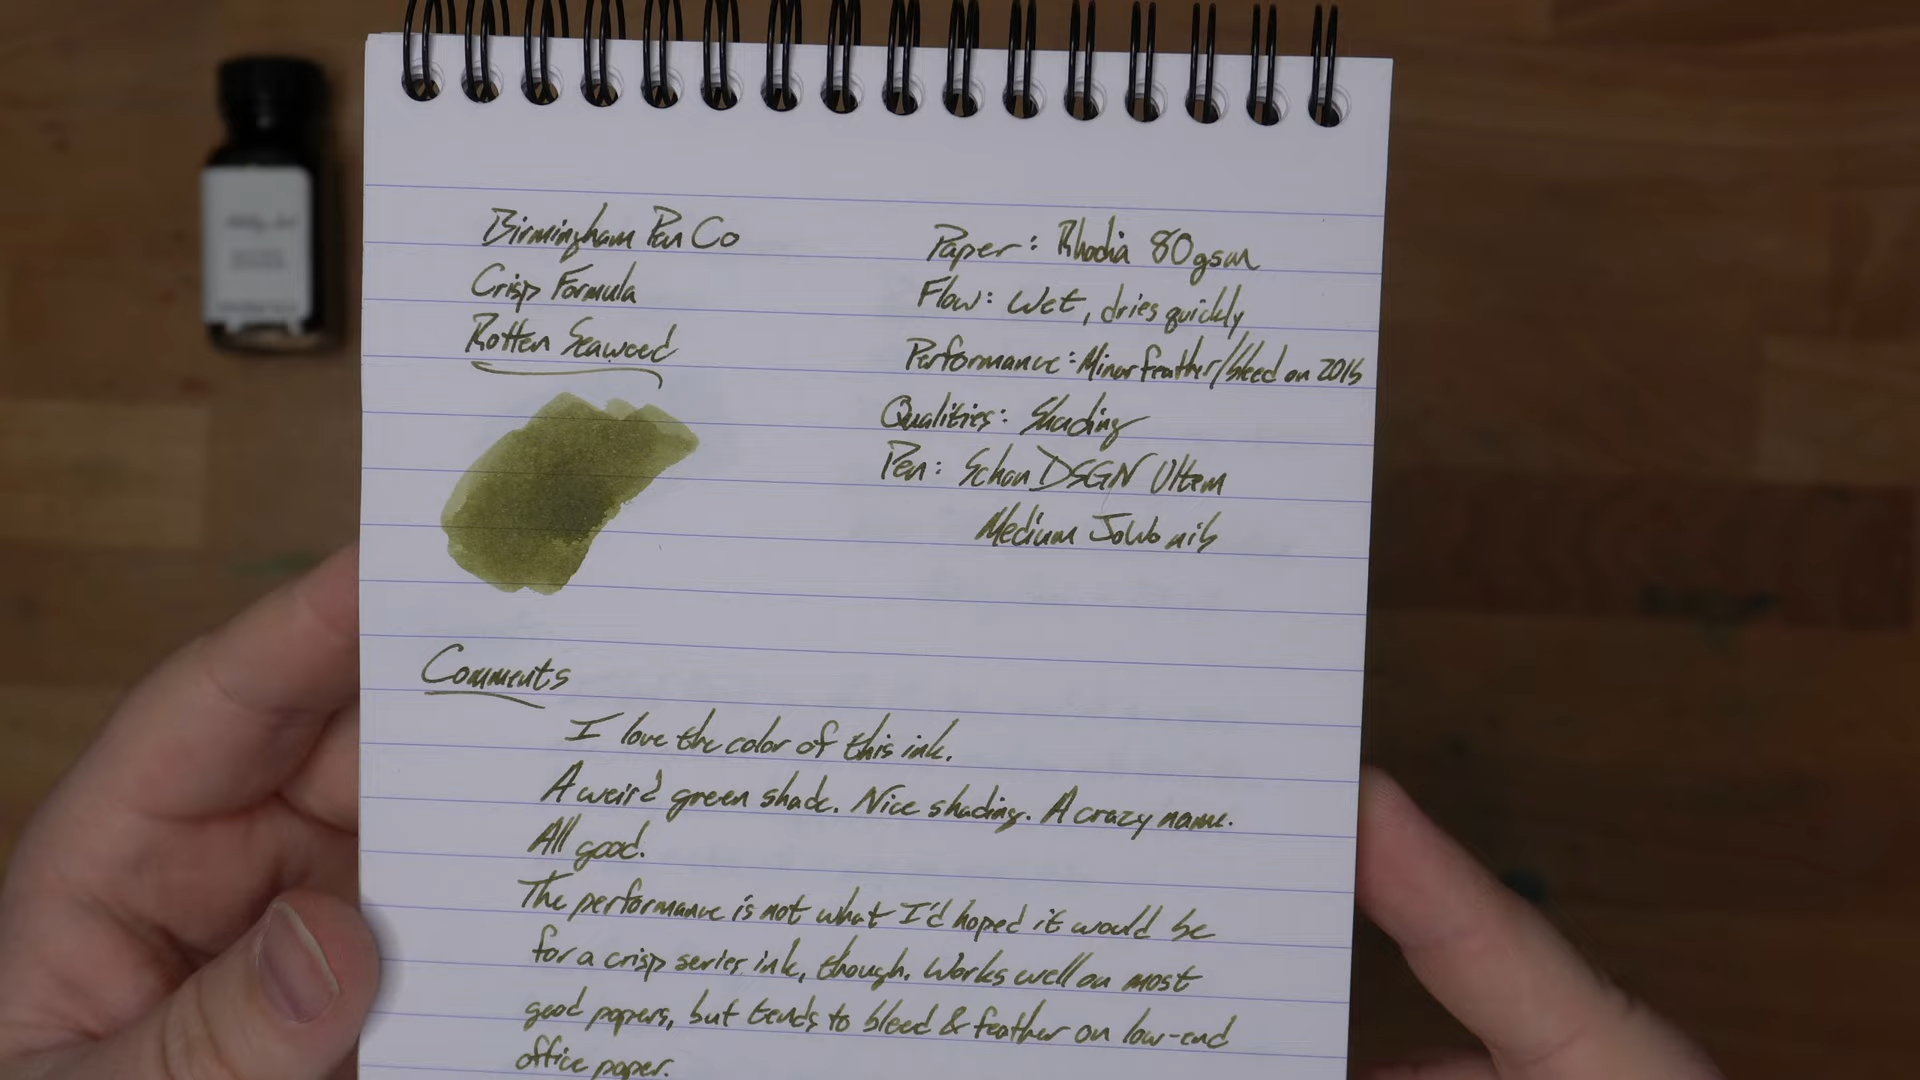 Birmingham Pen Co
Crisp Formula
Rotten Seaweed
Paper: Rhodia 80gsm
Flow: Wet, dries quickly
Performance: Minor feather/bleed on 20lb
Qualities: Shading
Pen: Schon DSGN Ultem
Medium JoWo nib
Comments
I love the color of this ink.
A weird green shade. Nice shading. A crazy name.
All good.
The performance is not what I'd hoped it would be
for a crisp series ink, though. Works well on most
good papers, but tends to bleed & feather on low-end
office paper.